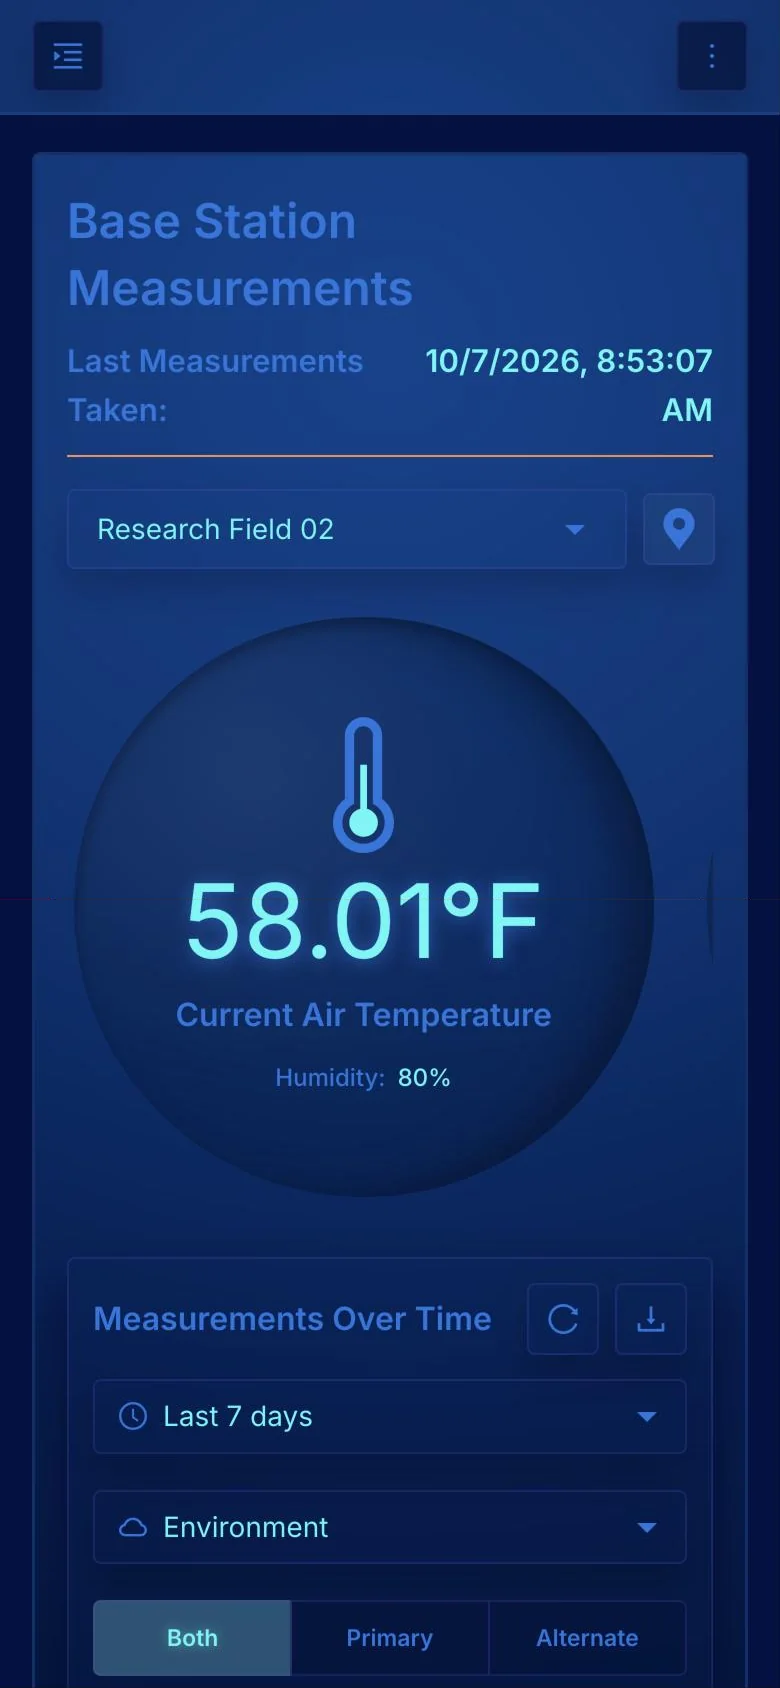 Base Station
Measurements
Last Measurements Taken:
10/7/2026, 8:53:07 AM
Research Field 02
58.01°F
Current Air Temperature
Humidity: 80%
Measurements Over Time
Last 7 days
Environment
Both Primary Alternate